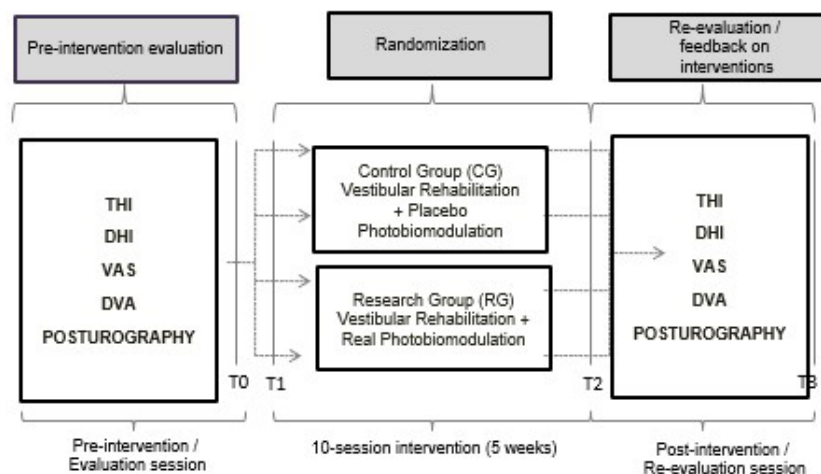 Pre-intervention evaluation
Randomization
Re-evaluation /
feedback on
interventions
THI
DHI
VAS
DVA
POSTUROGRAPHY
T0
T1
Control Group (CG)
Vestibular Rehabilitation
+ Placebo
Photobiomodulation
Research Group (RG)
Vestibular Rehabilitation +
Real Photobiomodulation
T2
THI
DHI
VAS
DVA
POSTUROGRAPHY
T3
Pre-intervention /
Evaluation session
10-session intervention (5 weeks)
Post-intervention /
Re-evaluation session